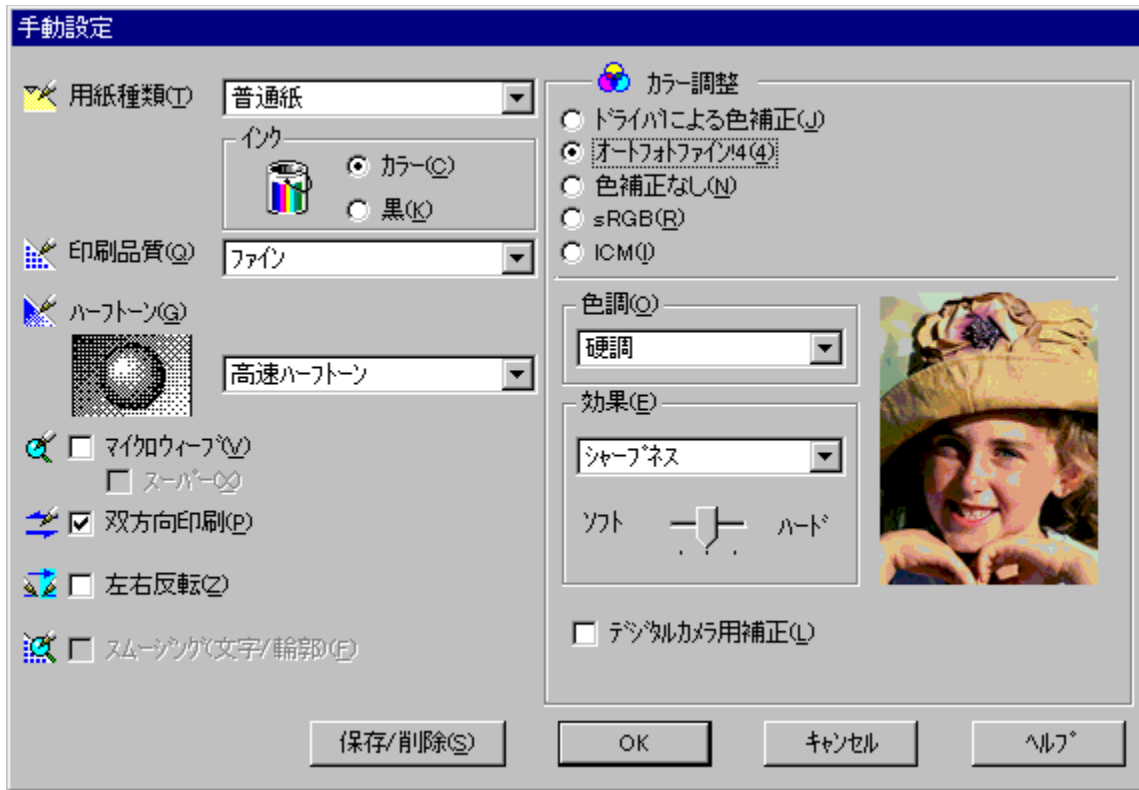 手動設定
用紙種類(T)
普通紙
インク
カラー(C)
黒(K)
印刷品質(Q)
ファイン
ハーフトーン(G)
高速ハーフトーン
マイクロウィーブ(V)
スーパー(X)
双方向印刷(P)
左右反転(Z)
スムージング(文字/輪郭)(F)
カラー調整
ドライバによる色補正(J)
オートフォトファイン!4(4)
色補正なし(N)
sRGB(R)
ICM(I)
色調(O)
硬調
効果(E)
シャープネス
ソフト
ハード
デジタルカメラ用補正(L)
保存/削除(S)
OK
キャンセル
ヘルプ